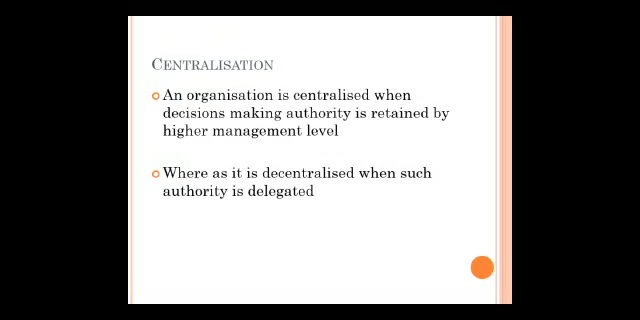 CENTRALISATION
An organisation is centralised when
decisions making authority is retained by
higher management level
Where as it is decentralised when such
authority is delegated